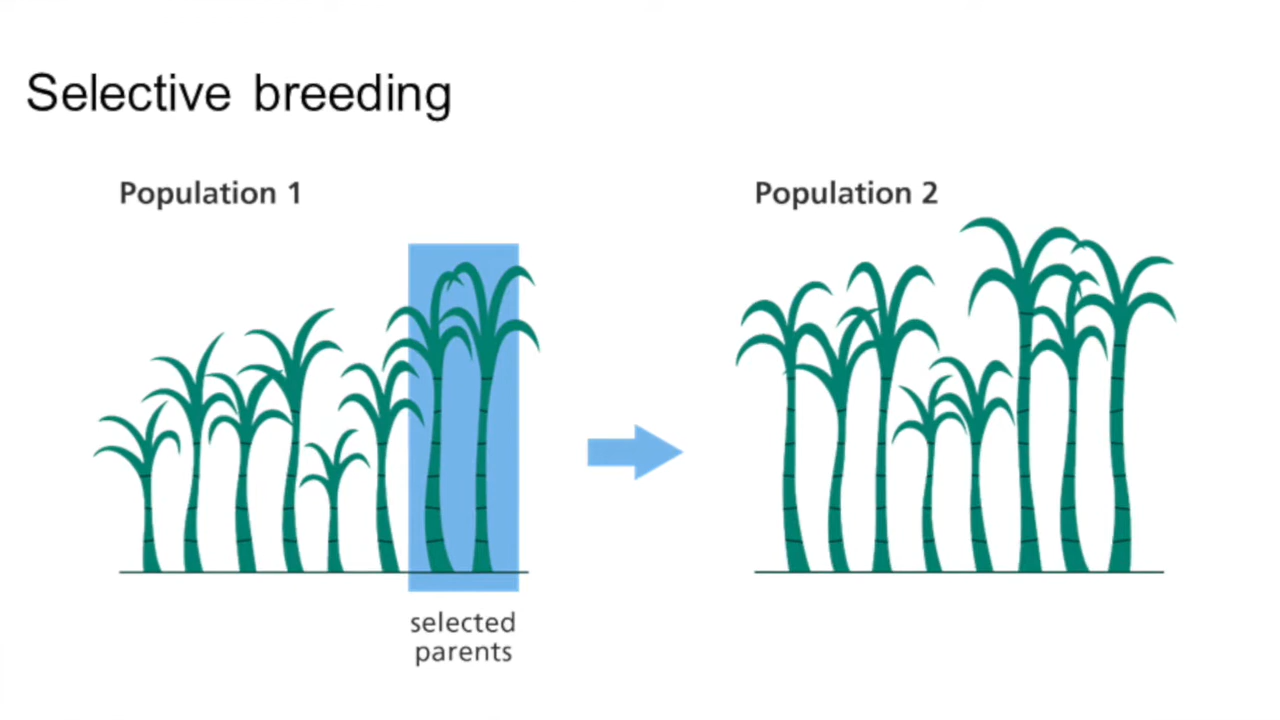 Selective breeding
Population 1
Population 2
selected
parents